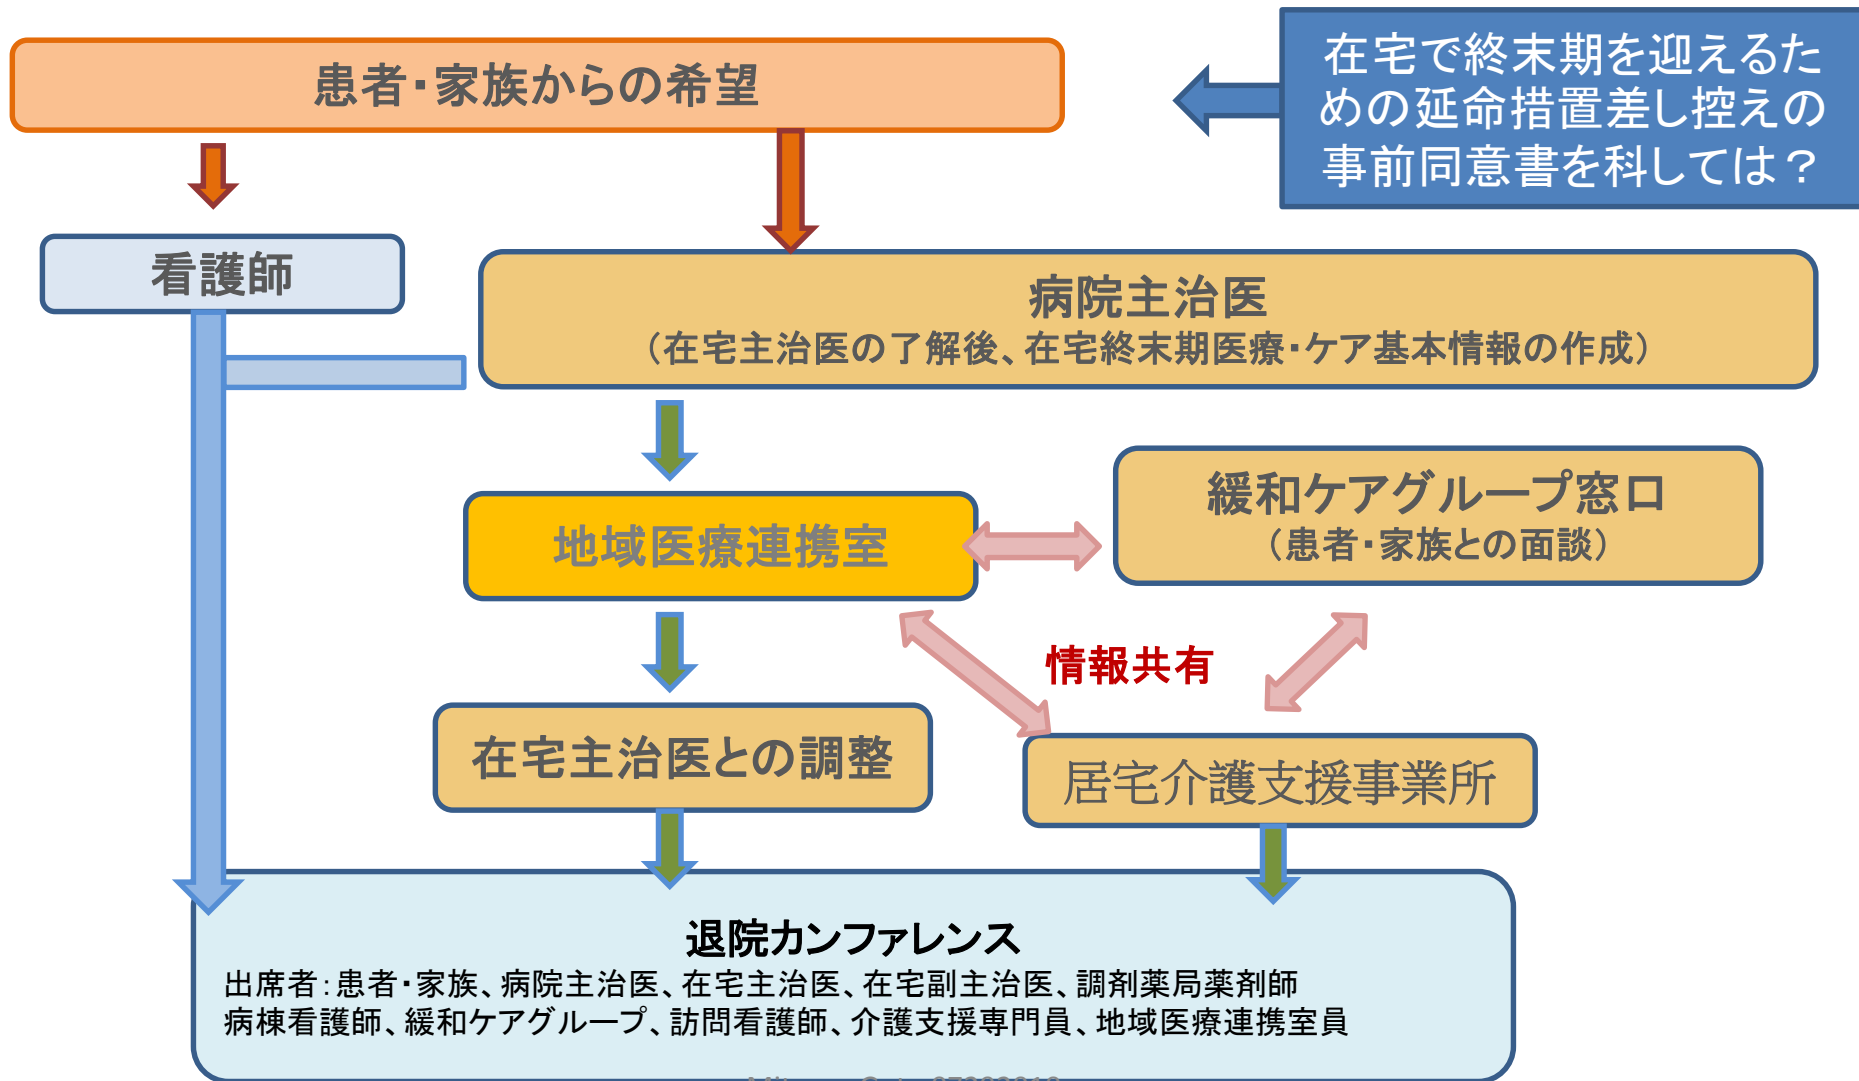 患者・家族からの希望
在宅で終末期を迎えるた
めの延命措置差し控えの
事前同意書を科しては？
看護師
病院主治医
（在宅主治医の了解後、在宅終末期医療・ケア基本情報の作成）
地域医療連携室
緩和ケアグループ窓口
（患者・家族との面談）
情報共有
在宅主治医との調整
居宅介護支援事業所
退院カンファレンス
出席者：患者・家族、病院主治医、在宅主治医、在宅副主治医、調剤薬局薬剤師
病棟看護師、緩和ケアグループ、訪問看護師、介護支援専門員、地域医療連携室員